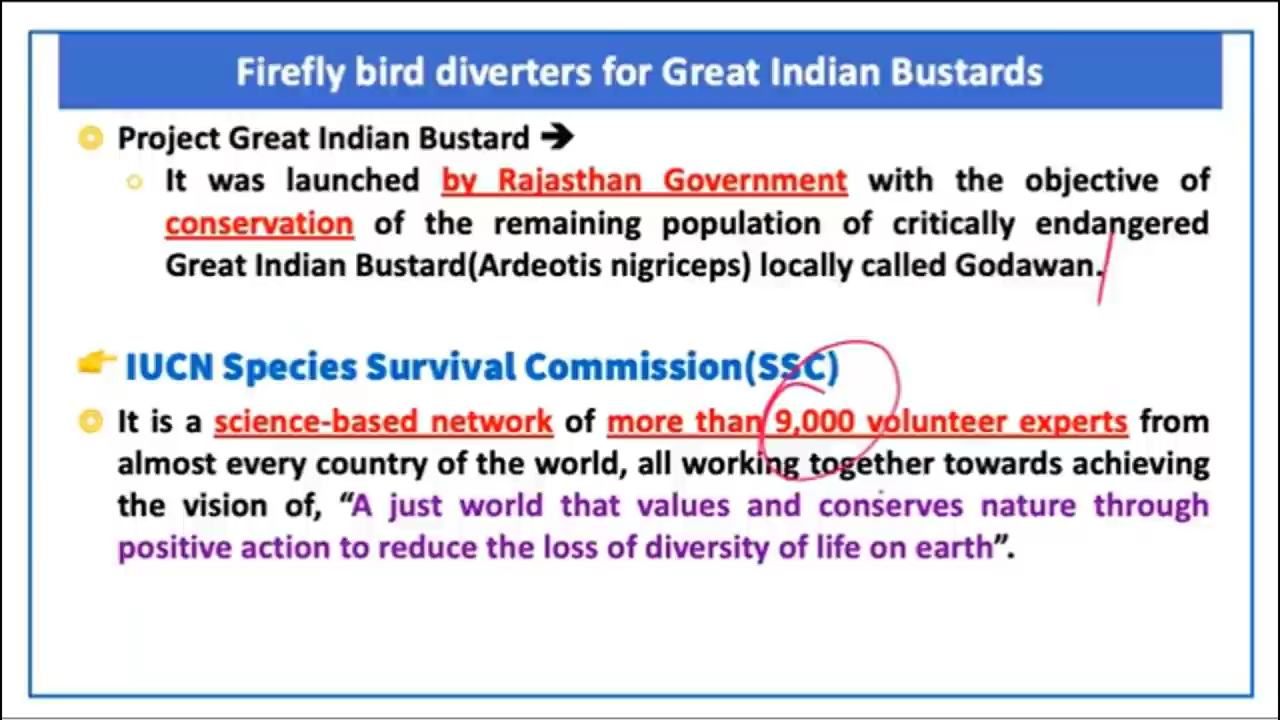 Firefly bird diverters for Great Indian Bustards
Project Great Indian Bustard ➔
It was launched by Rajasthan Government with the objective of
conservation of the remaining population of critically endangered
Great Indian Bustard(Ardeotis nigriceps) locally called Godawan.
IUCN Species Survival Commission(SSC)
It is a science-based network of more than 9,000 volunteer experts from
almost every country of the world, all working together towards achieving
the vision of, “A just world that values and conserves nature through
positive action to reduce the loss of diversity of life on earth”.